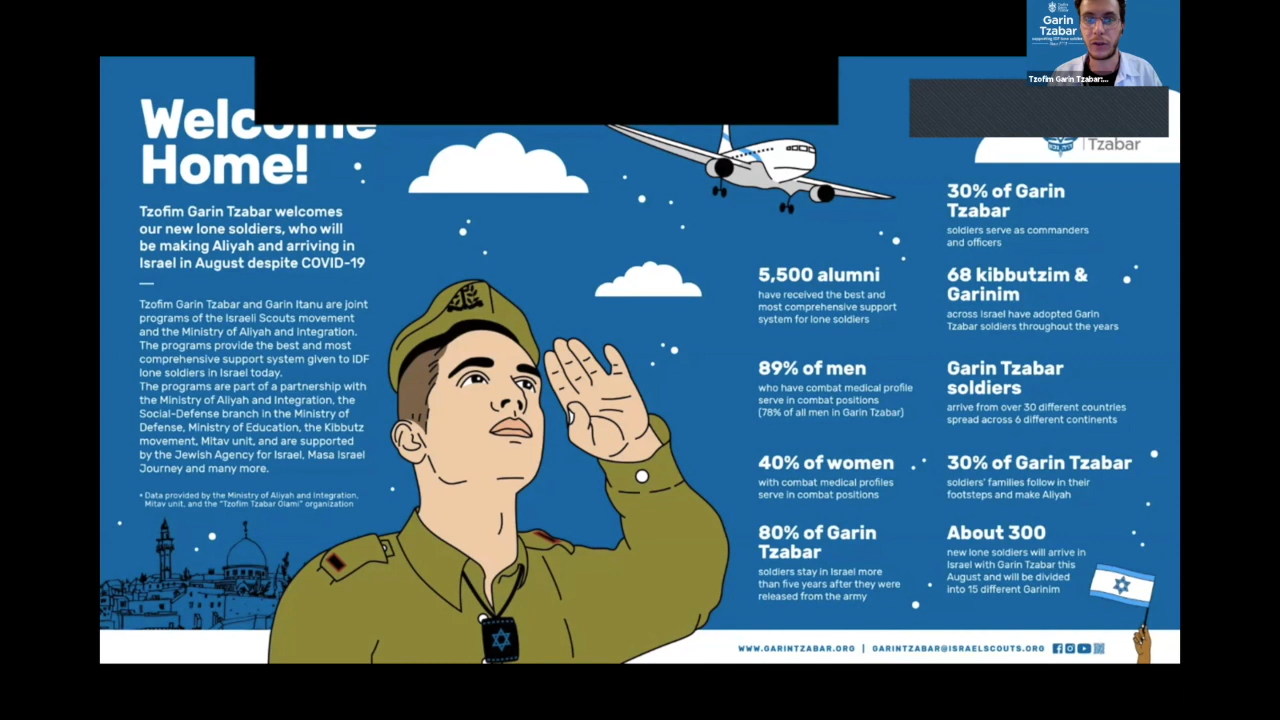 Garin
Tzabar
Tzofim Garin Tzabar:...
Welcome
Home!
Tzofim Garin Tzabar welcomes
our new lone soldiers, who will
be making Aliyah and arriving in
Israel in August despite COVID-19
Tzofim Garin Tzabar and Garin Itanu are joint
programs of the Israeli Scouts movement
and the Ministry of Aliyah and Integration.
The programs provide the best and most
comprehensive support system given to IDF
lone soldiers in Israel today.
The programs are part of a partnership with
the Ministry of Aliyah and Integration, the
Social-Defense branch in the Ministry of
Defense, Ministry of Education, the Kibbutz
movement, Mitav unit, and are supported
by the Jewish Agency for Israel, Masa Israel
Journey and many more.
* Data provided by the Ministry of Aliyah and Integration,
Mitav unit, and the "Tzofim Tzabar Olami" organization
5,500 alumni
have received the best and
most comprehensive support
system for lone soldiers
89% of men
who have combat medical profile
serve in combat positions
(78% of all men in Garin Tzabar)
40% of women
with combat medical profiles
serve in combat positions
80% of Garin
Tzabar
soldiers stay in Israel more
than five years after they were
released from the army
Tzabar
30% of Garin
Tzabar
soldiers serve as commanders
and officers
68 kibbutzim &
Garinim
across Israel have adopted Garin
Tzabar soldiers throughout the years
Garin Tzabar
soldiers
arrive from over 30 different countries
spread across 6 different continents
30% of Garin Tzabar
soldiers' families follow in their
footsteps and make Aliyah
About 300
new lone soldiers will arrive in
Israel with Garin Tzabar this
August and will be divided
into 15 different Garinim
WWW.GARINTZABAR.ORG | GARINTZABAR@ISRAELSCOUTS.ORG